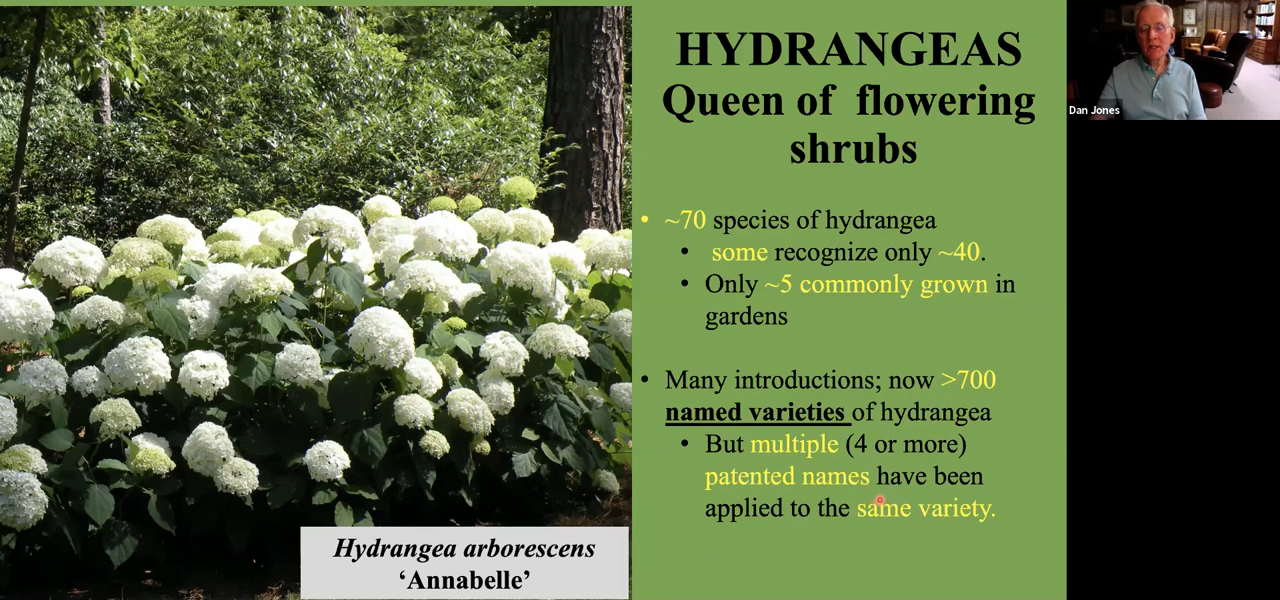 HYDRANGEAS
Queen of flowering
shrubs
• ~70 species of hydrangea
• some recognize only ~40.
• Only ~5 commonly grown in
gardens
• Many introductions; now >700
named varieties of hydrangea
• But multiple (4 or more)
patented names have been
applied to the same variety.
Hydrangea arborescens
‘Annabelle’
Dan Jones